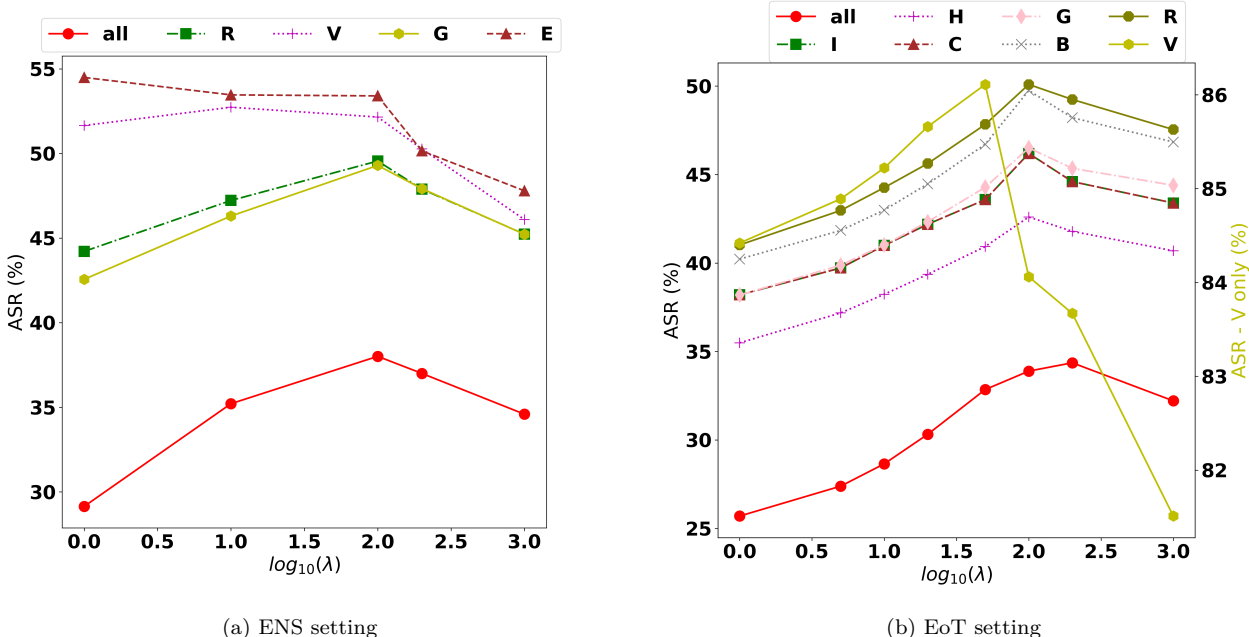 all R V G E
55
50
45
40
35
30
ASR (%)
0.0 0.5 1.0 1.5 2.0 2.5 3.0
log10(λ)
(a) ENS setting
all H G R
I C B V
50
45
40
35
30
25
ASR (%)
86
85
84
83
82
ASR - V only (%)
0.0 0.5 1.0 1.5 2.0 2.5 3.0
log10(λ)
(b) EoT setting